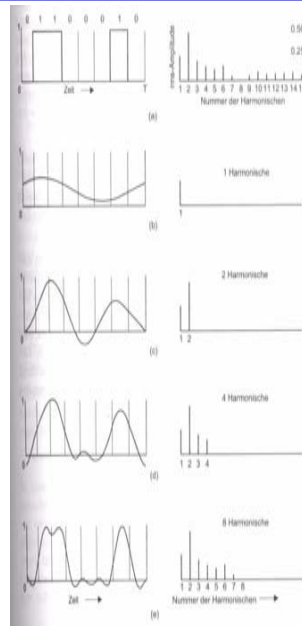 0 1 1 0 0 0 1 0
1
0
Zeit
T
(a)
rms-Amplitude
0.50
0.25
1 2 3 4 5 6 7 8 9 10 11 12 13 14 15
Nummer der Harmonischen
1
0
(b)
1 Harmonische
1
1
0
(c)
2 Harmonische
1 2
1
0
(d)
4 Harmonische
1 2 3 4
1
0
Zeit
(e)
8 Harmonische
1 2 3 4 5 6 7 8
Nummer der Harmonischen